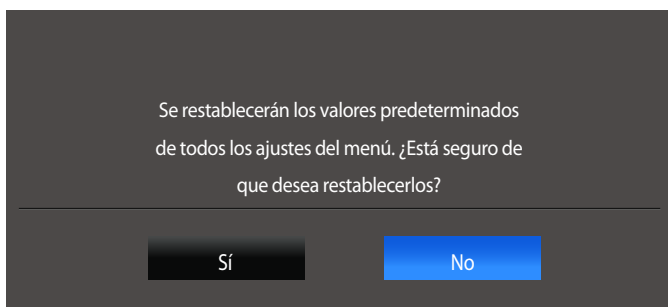 Se restablecerán los valores predeterminados
de todos los ajustes del menú. ¿Está seguro de
que desea restablecerlos?
Sí
No